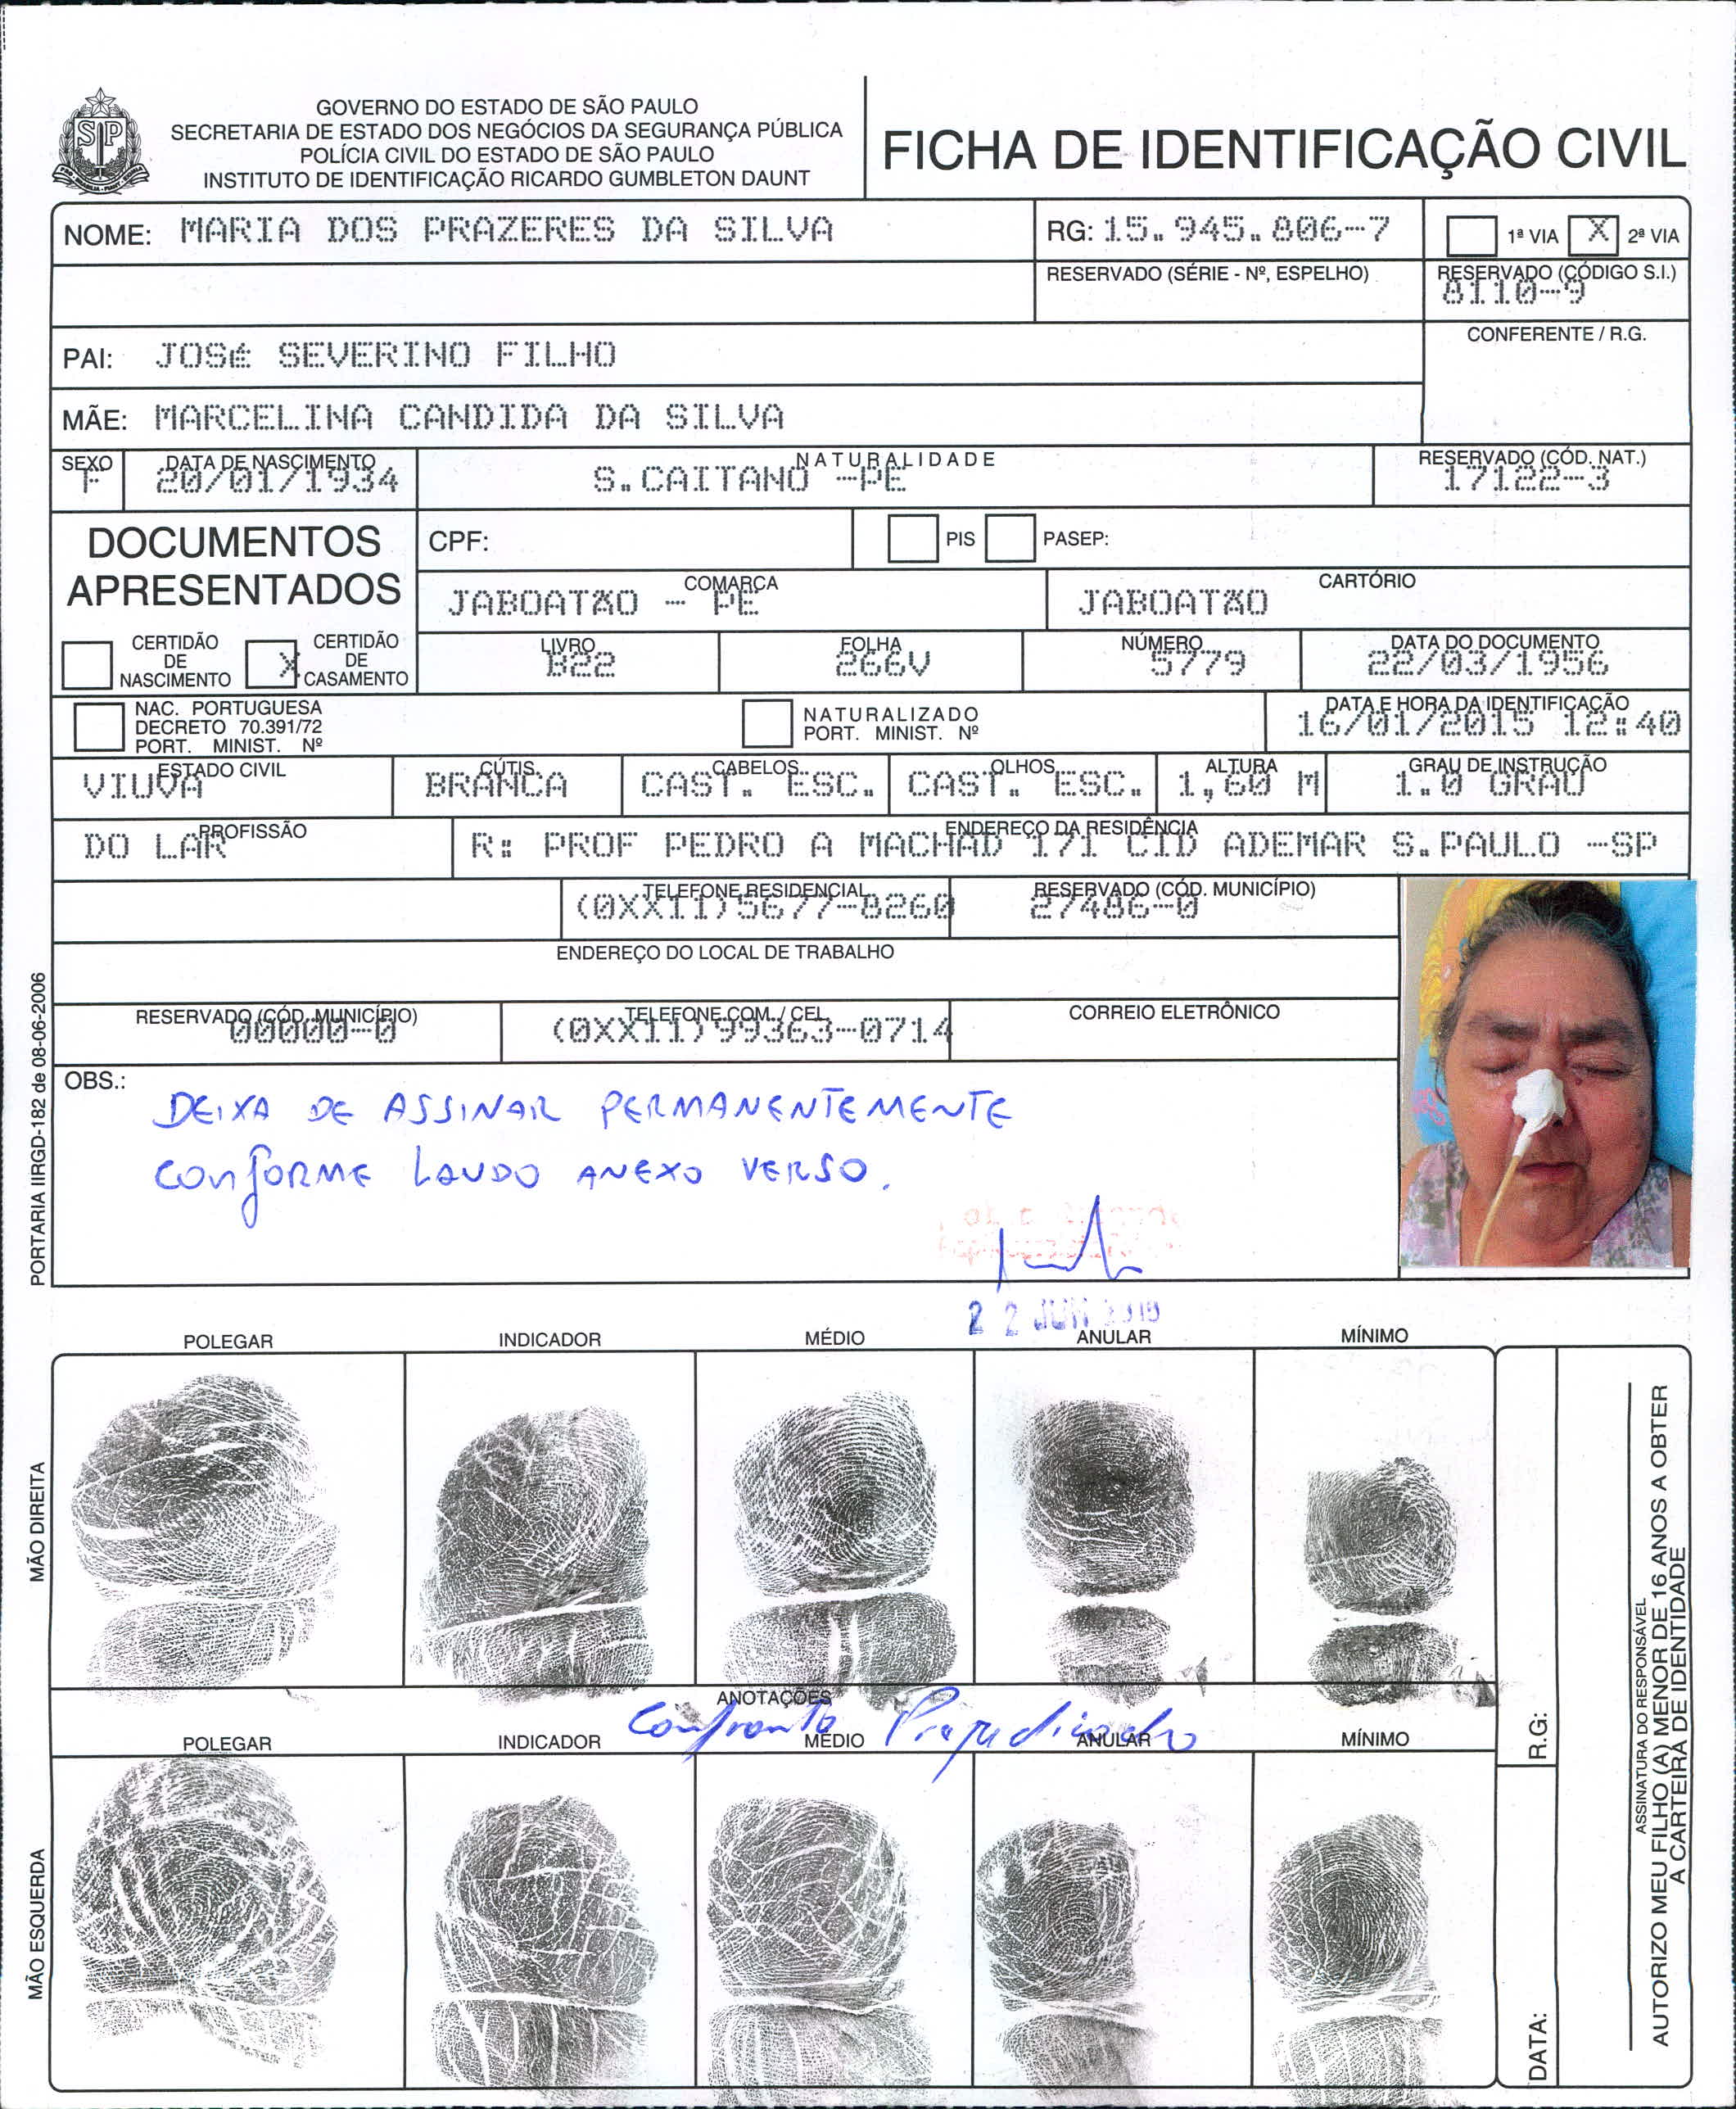 GOVERNO DO ESTADO DE SÃO PAULO
SECRETARIA DE ESTADO DOS NEGÓCIOS DA SEGURANÇA PÚBLICA
POLÍCIA CIVIL DO ESTADO DE SÃO PAULO
INSTITUTO DE IDENTIFICAÇÃO RICARDO GUMBLETON DAUNT
FICHA DE IDENTIFICAÇÃO CIVIL
NOME: MARIA DOS PRAZERES DA SILVA
RG: 15.945.806-7
1ª VIA X 2ª VIA
RESERVADO (SÉRIE - Nº, ESPELHO)
RESERVADO (CÓDIGO S.I.)
8110-9
PAI: JOSé SEVERINO FILHO
CONFERENTE / R.G.
MÃE: MARCELINA CANDIDA DA SILVA
SEXO
F
DATA DE NASCIMENTO
20/01/1934
NATURALIDADE
S.CAITANO -PE
RESERVADO (CÓD. NAT.)
17122-3
DOCUMENTOS
APRESENTADOS
CPF:
PIS
PASEP:
COMARCA
JABOATÃO - PE
CARTÓRIO
JABOATÃO
CERTIDÃO
DE
NASCIMENTO
X
CERTIDÃO
DE
CASAMENTO
LIVRO
B22
FOLHA
266V
NÚMERO
5779
DATA DO DOCUMENTO
22/03/1956
NAC. PORTUGUESA
DECRETO 70.391/72
PORT. MINIST. Nº
NATURALIZADO
PORT. MINIST. Nº
DATA E HORA DA IDENTIFICAÇÃO
16/01/2015 12:40
ESTADO CIVIL
VIUVA
CÚTIS
BRANCA
CABELOS
CAST. ESC.
OLHOS
CAST. ESC.
ALTURA
1,60 M
GRAU DE INSTRUÇÃO
1.0 GRAU
PROFISSÃO
DO LAR
ENDEREÇO DA RESIDÊNCIA
R: PROF PEDRO A MACHAD 171 CID ADEMAR S.PAULO -SP
TELEFONE RESIDENCIAL
(0XX11)5677-8260
RESERVADO (CÓD. MUNICÍPIO)
27486-0
ENDEREÇO DO LOCAL DE TRABALHO
RESERVADO (CÓD. MUNICÍPIO)
00000-0
TELEFONE COM. / CEL.
(0XX11)99363-0714
CORREIO ELETRÔNICO
OBS.:
DEIXA DE ASSINAR PERMANENTEMENTE
CONFORME LAUDO ANEXO VERSO.
22 JUN
PORTARIA IIRGD-182 de 08-06-2006
POLEGAR INDICADOR MÉDIO ANULAR MÍNIMO
MÃO DIREITA
ANOTAÇÕES
Confronto Prejudicado
POLEGAR INDICADOR MÉDIO ANULAR MÍNIMO
MÃO ESQUERDA
R.G:
DATA:
ASSINATURA DO RESPONSÁVEL
AUTORIZO MEU FILHO (A) MENOR DE 16 ANOS A OBTER
A CARTEIRA DE IDENTIDADE